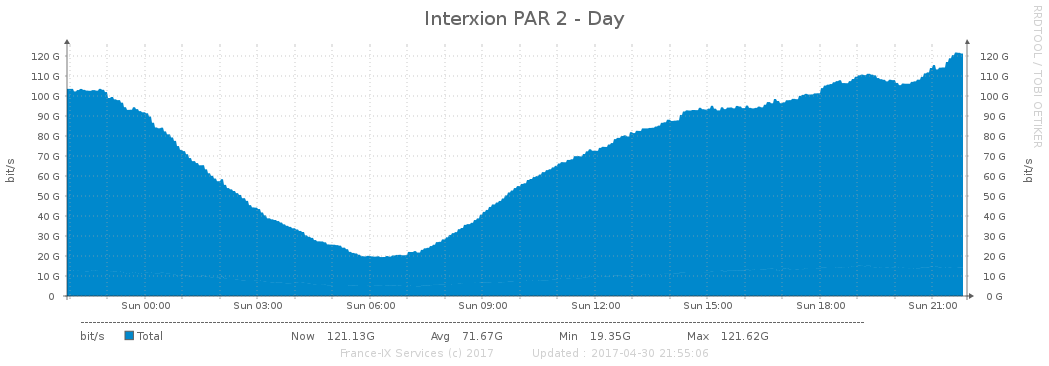 Interxion PAR 2 - Day
RRDTOOL / TOBI OETIKER
bit/s
120 G 120 G
110 G 110 G
100 G 100 G
90 G 90 G
80 G 80 G
70 G 70 G
60 G 60 G
50 G 50 G
40 G 40 G
30 G 30 G
20 G 20 G
10 G 10 G
0 0 G
bit/s
Sun 00:00 Sun 03:00 Sun 06:00 Sun 09:00 Sun 12:00 Sun 15:00 Sun 18:00 Sun 21:00
bit/s Total Now 121.13G Avg 71.67G Min 19.35G Max 121.62G
France-IX Services (c) 2017 Updated : 2017-04-30 21:55:06